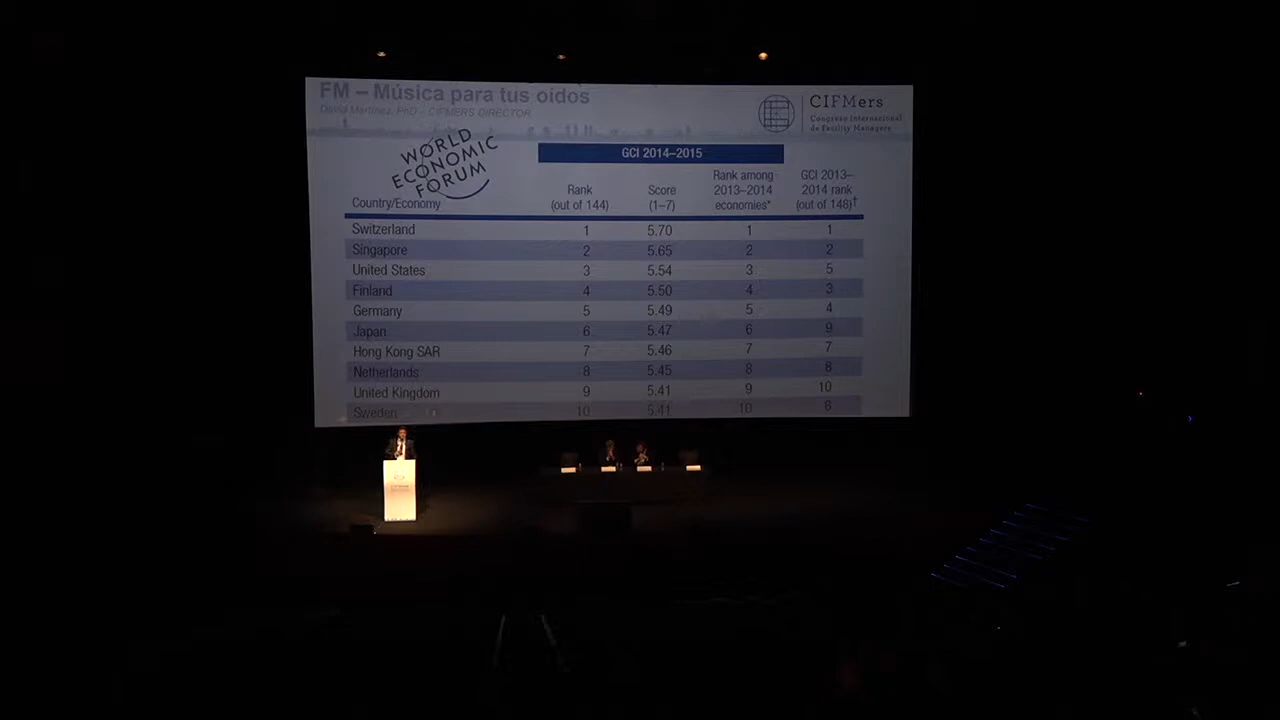 FM – Música para tus oídos
David Martínez, PhD – CIFMERS DIRECTOR
CIFMers
Congreso Internacional
de Facility Managers
WORLD
ECONOMIC
FORUM
GCI 2014–2015
Country/Economy
Rank
(out of 144)
Score
(1–7)
Rank among
2013–2014
economies*
GCI 2013–
2014 rank
(out of 148)†
Switzerland 1 5.70 1 1
Singapore 2 5.65 2 2
United States 3 5.54 3 5
Finland 4 5.50 4 3
Germany 5 5.49 5 4
Japan 6 5.47 6 9
Hong Kong SAR 7 5.46 7 7
Netherlands 8 5.45 8 8
United Kingdom 9 5.41 9 10
Sweden 10 5.41 10 6